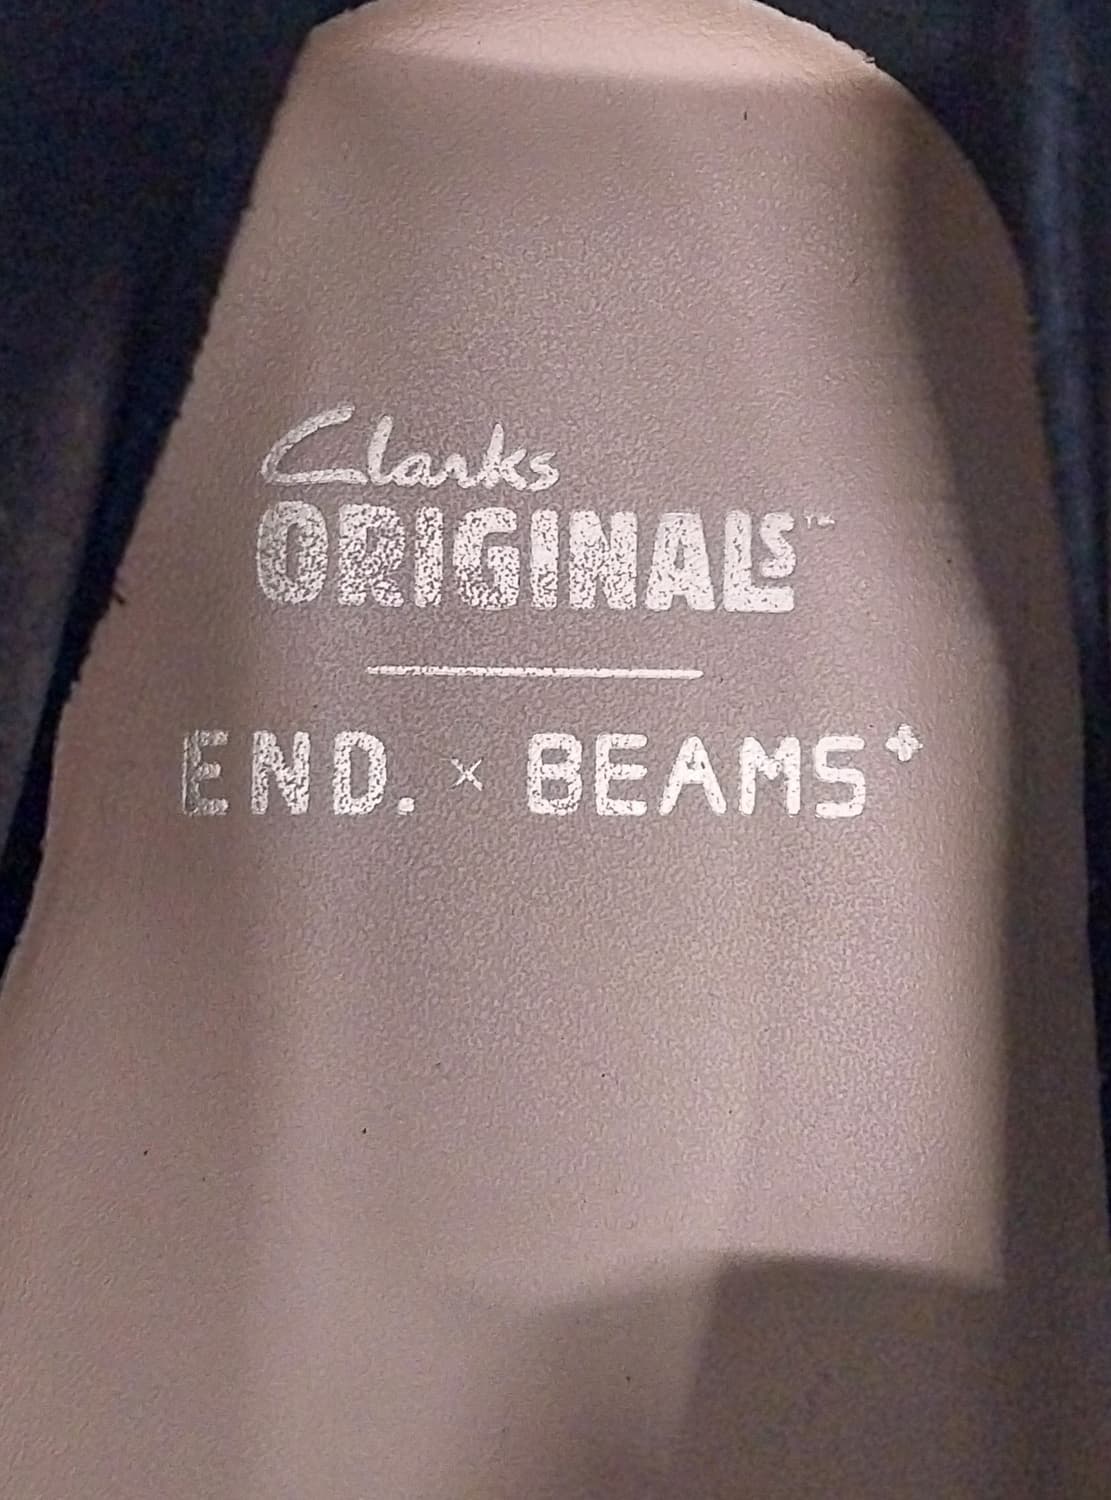 Clarks
ORIGINALS™
END. × BEAMS+